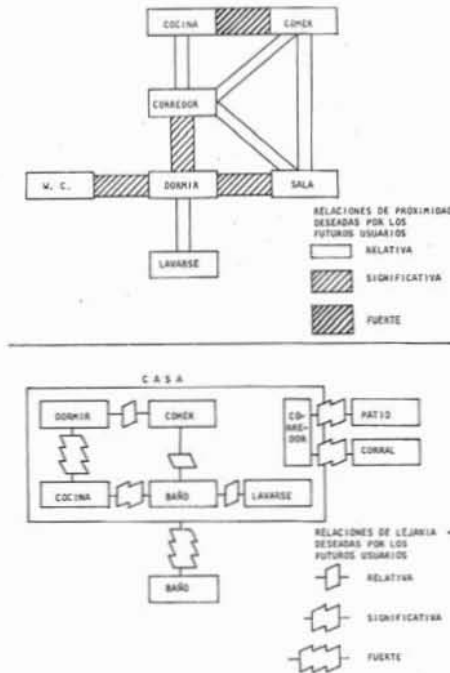 COCINA
COMER
CORREDOR
W. C.
DORMIR
SALA
LAVARSE
RELACIONES DE PROXIMIDAD
DESEADAS POR LOS
FUTUROS USUARIOS
RELATIVA
SIGNIFICATIVA
FUERTE
CASA
DORMIR
COMER
CO-
RRE-
DOR
PATIO
CORRAL
COCINA
BAÑO
LAVARSE
BAÑO
RELACIONES DE LEJANIA
DESEADAS POR LOS
FUTUROS USUARIOS
RELATIVA
SIGNIFICATIVA
FUERTE